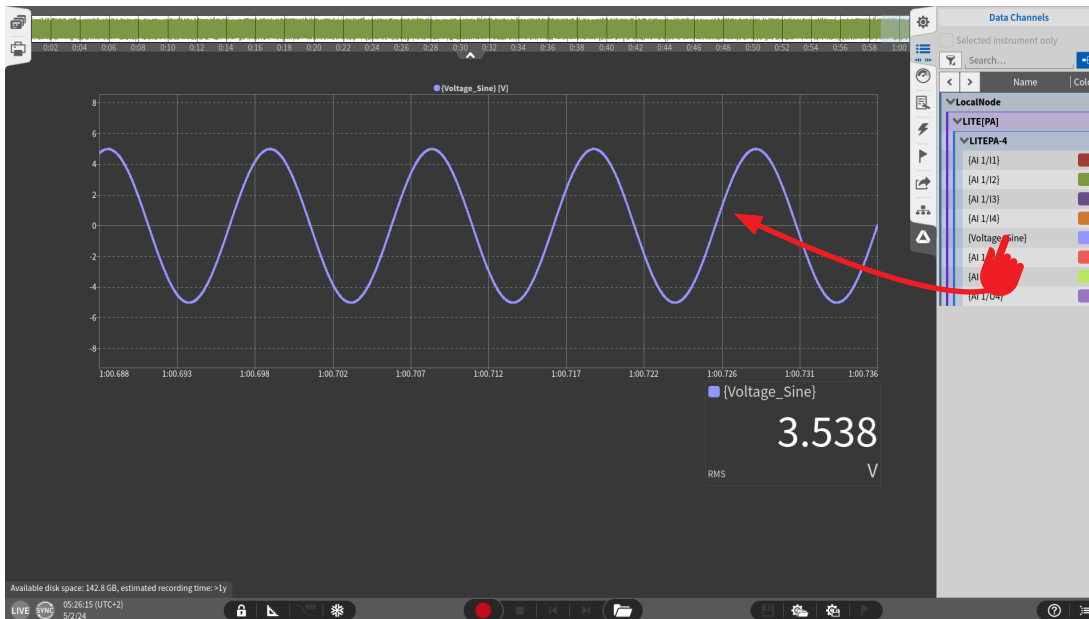 0:02 0:04 0:06 0:08 0:10 0:12 0:14 0:16 0:18 0:20 0:22 0:24 0:26 0:28 0:30 0:32 0:34 0:36 0:38 0:40 0:42 0:44 0:46 0:48 0:50 0:52 0:54 0:56 0:58 1:00
{Voltage_Sine} [V]
8
6
4
2
0
-2
-4
-6
-8
1:00.688 1:00.693 1:00.698 1:00.702 1:00.707 1:00.712 1:00.717 1:00.722 1:00.726 1:00.731 1:00.736
{Voltage_Sine}
3.538
RMS V
Data Channels
Selected instrument only
Search...
Name
LocalNode
LITE[PA]
LITEPA-4
{AI 1/I1}
{AI 1/I2}
{AI 1/I3}
{AI 1/I4}
{Voltage_Sine}
{AI 1/U4}
Available disk space: 142.8 GB, estimated recording time: >1y
LIVE SYNC 05:26:15 (UTC+2)
5/2/24